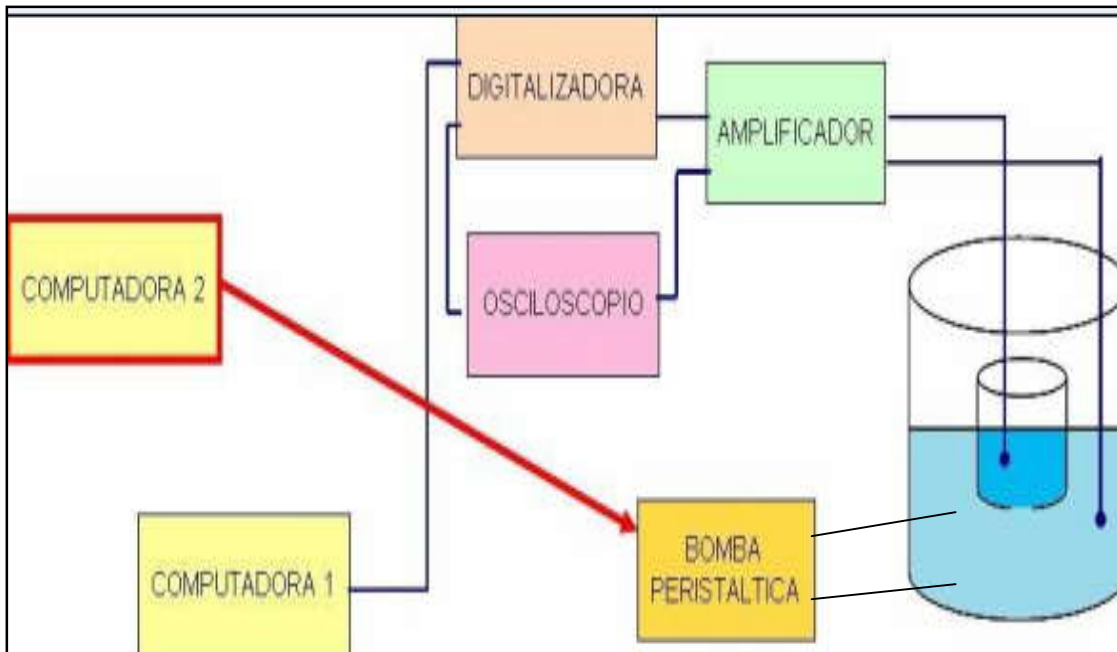 DIGITALIZADORA
AMPLIFICADOR
COMPUTADORA 2
OSCILOSCOPIO
COMPUTADORA 1
BOMBA
PERISTALTICA